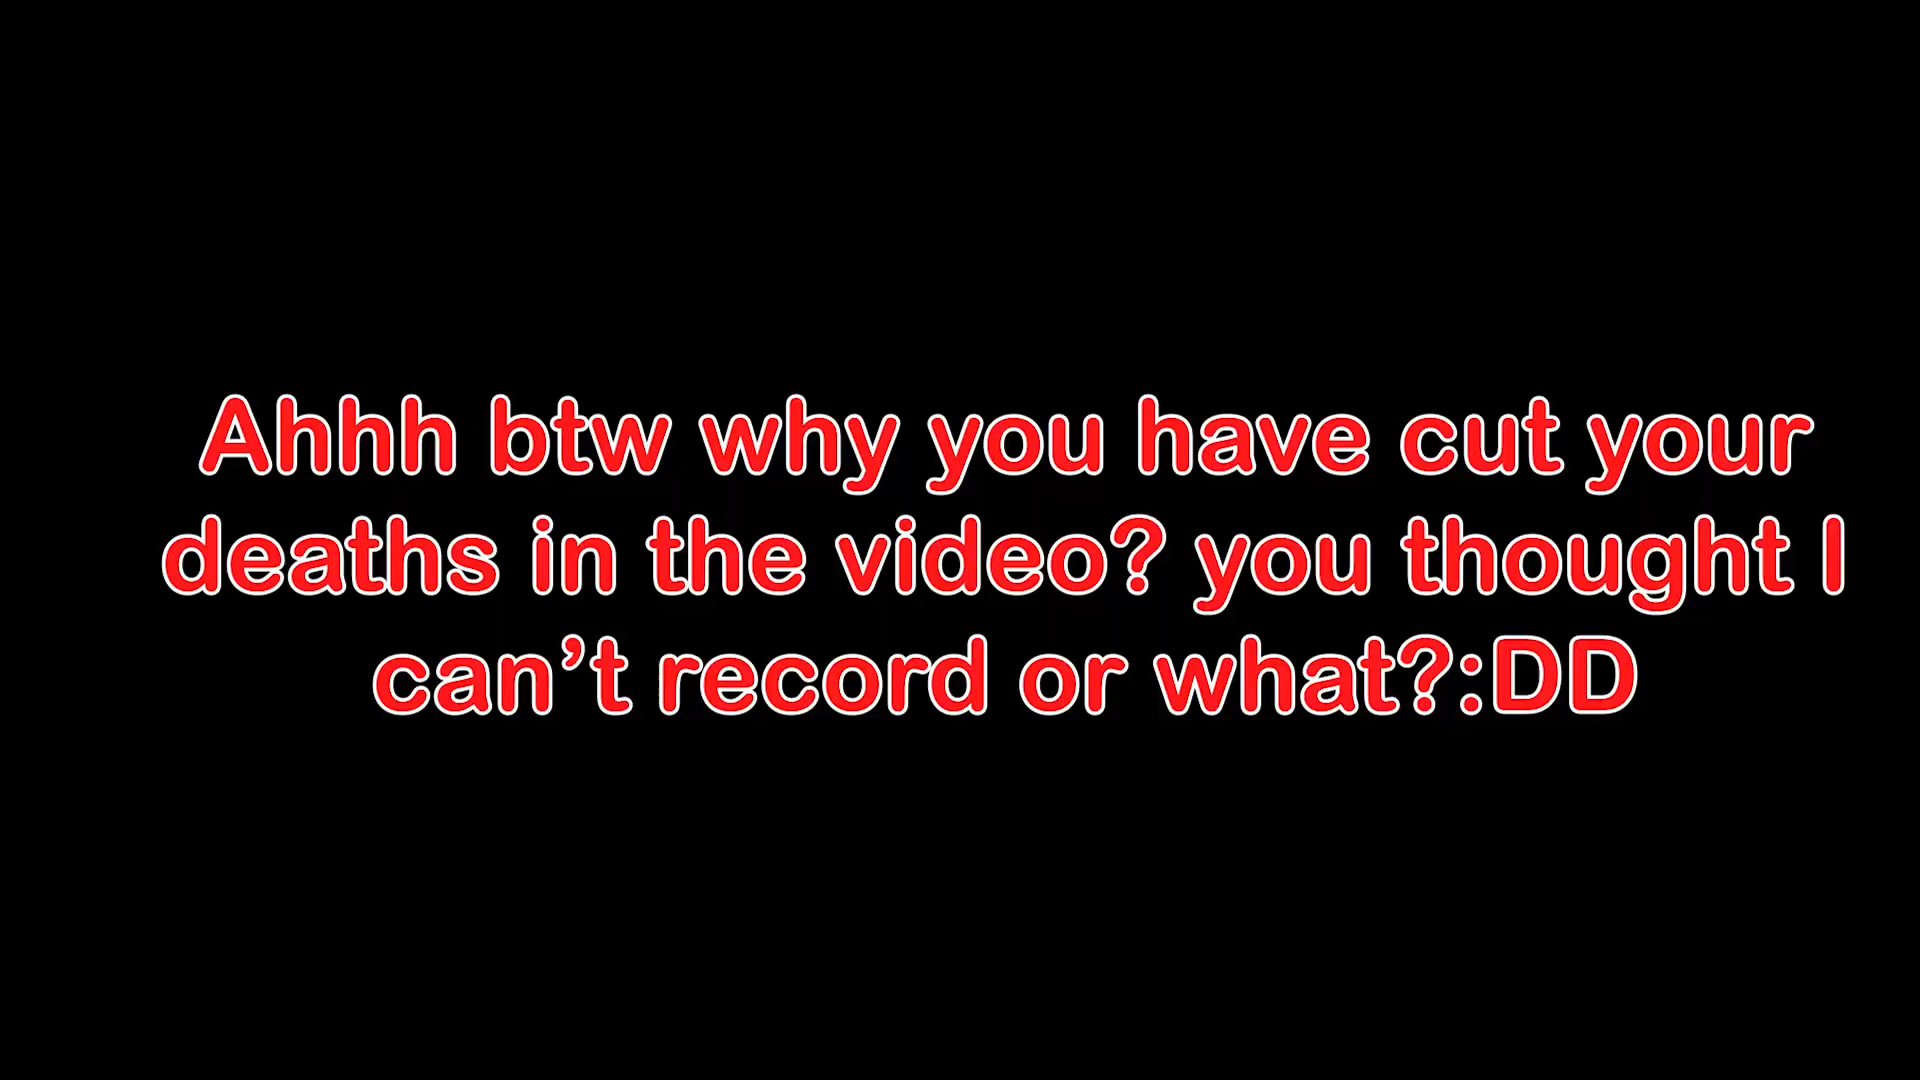 Ahhh btw why you have cut your
deaths in the video? you thought I
can’t record or what?:DD